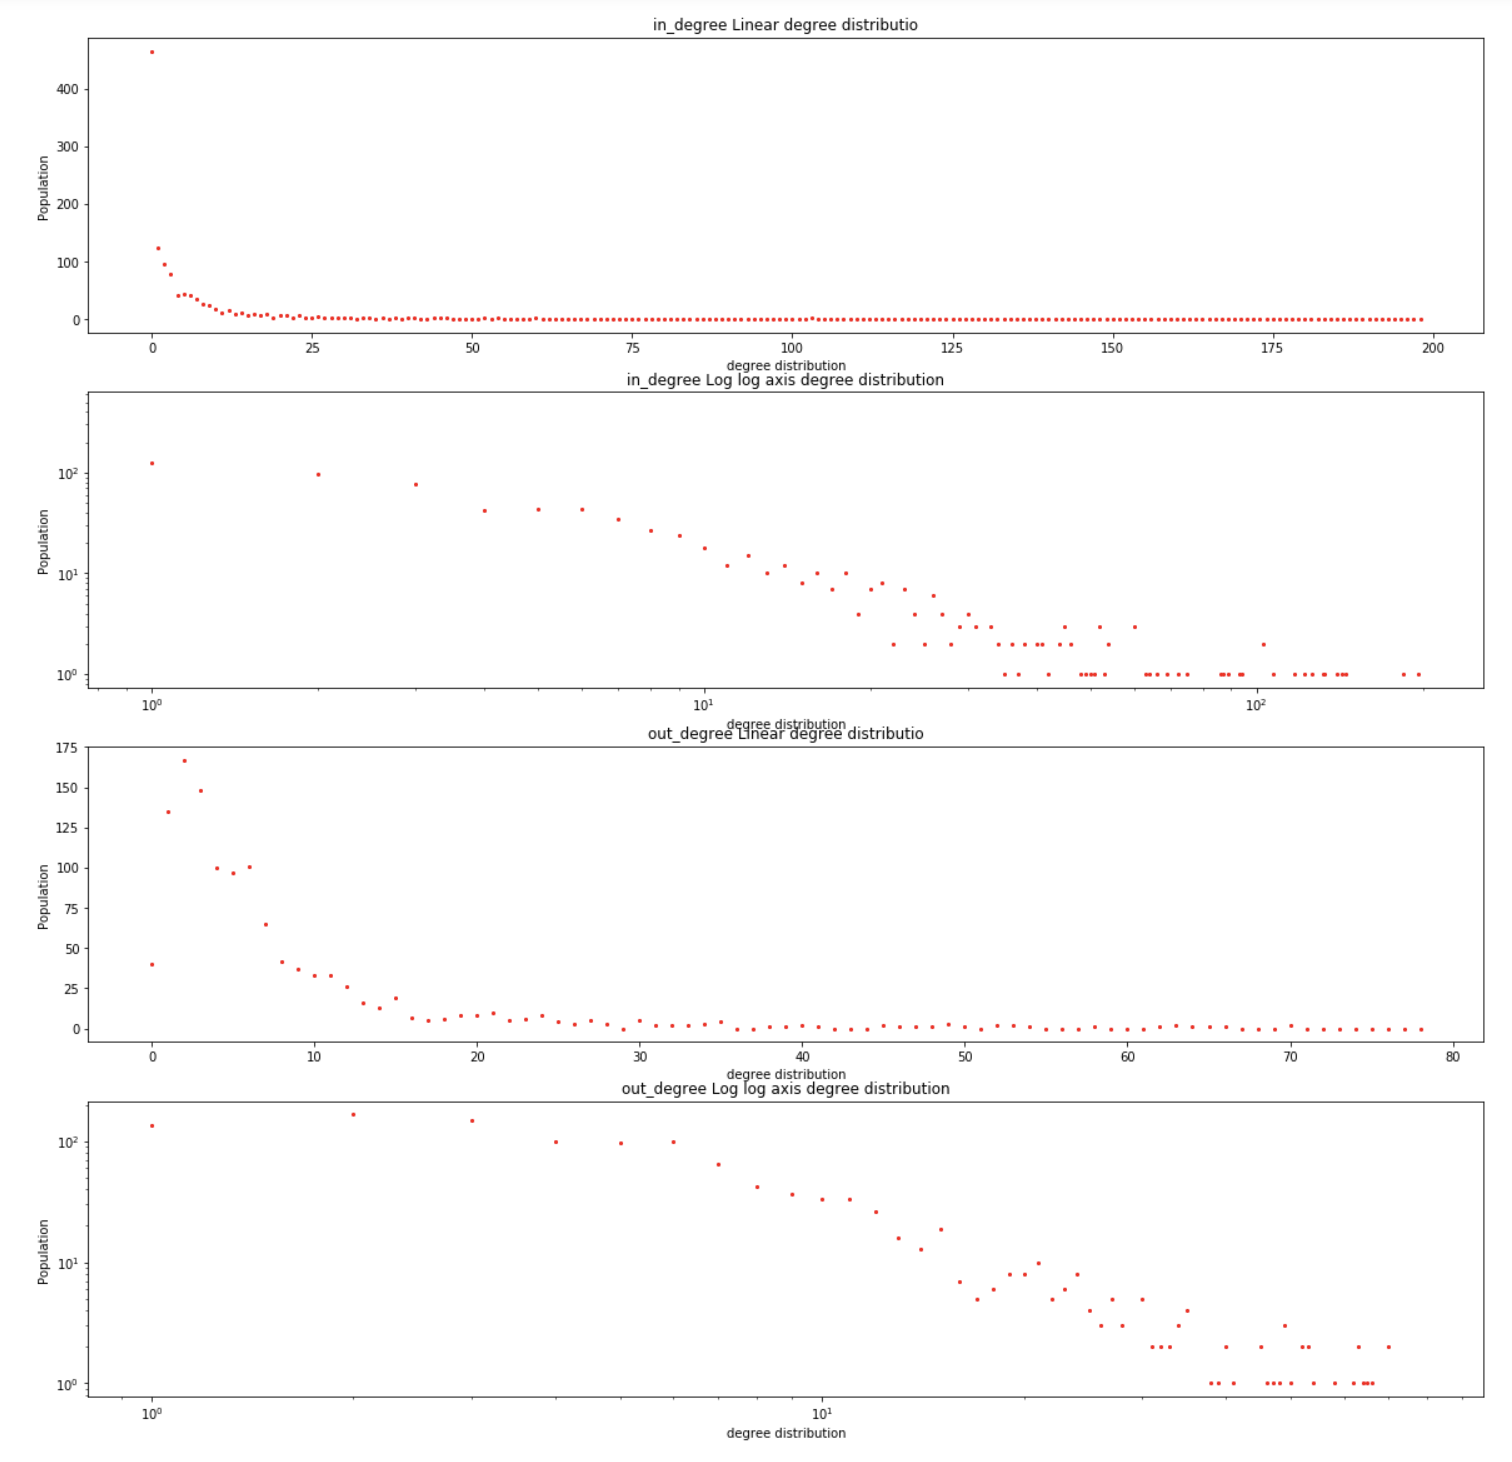 in_degree Linear degree distributio
400
300
200
100
0
Population
0 25 50 75 100 125 150 175 200
degree distribution
in_degree Log log axis degree distribution
10²
10¹
10⁰
Population
10⁰ 10¹ 10²
degree distribution
out_degree Linear degree distributio
175
150
125
100
75
50
25
0
Population
0 10 20 30 40 50 60 70 80
degree distribution
out_degree Log log axis degree distribution
10²
10¹
10⁰
Population
10⁰ 10¹
degree distribution